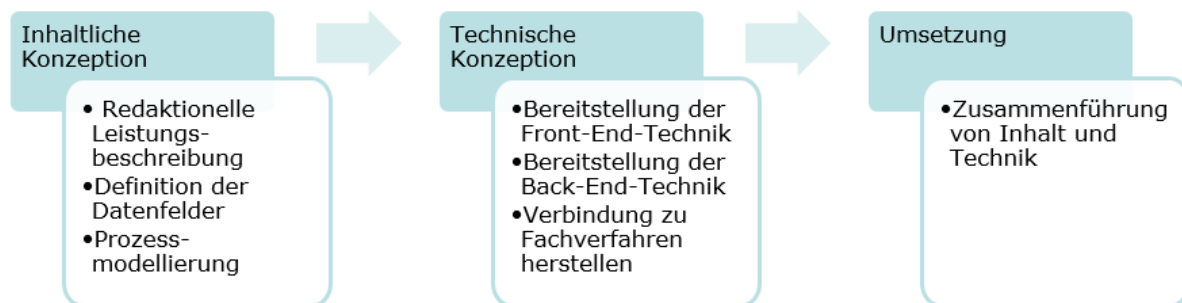 Inhaltliche
Konzeption
• Redaktionelle
Leistungs-
beschreibung
•Definition der
Datenfelder
•Prozess-
modellierung
Technische
Konzeption
•Bereitstellung der
Front-End-Technik
•Bereitstellung der
Back-End-Technik
•Verbindung zu
Fachverfahren
herstellen
Umsetzung
•Zusammenführung
von Inhalt und
Technik